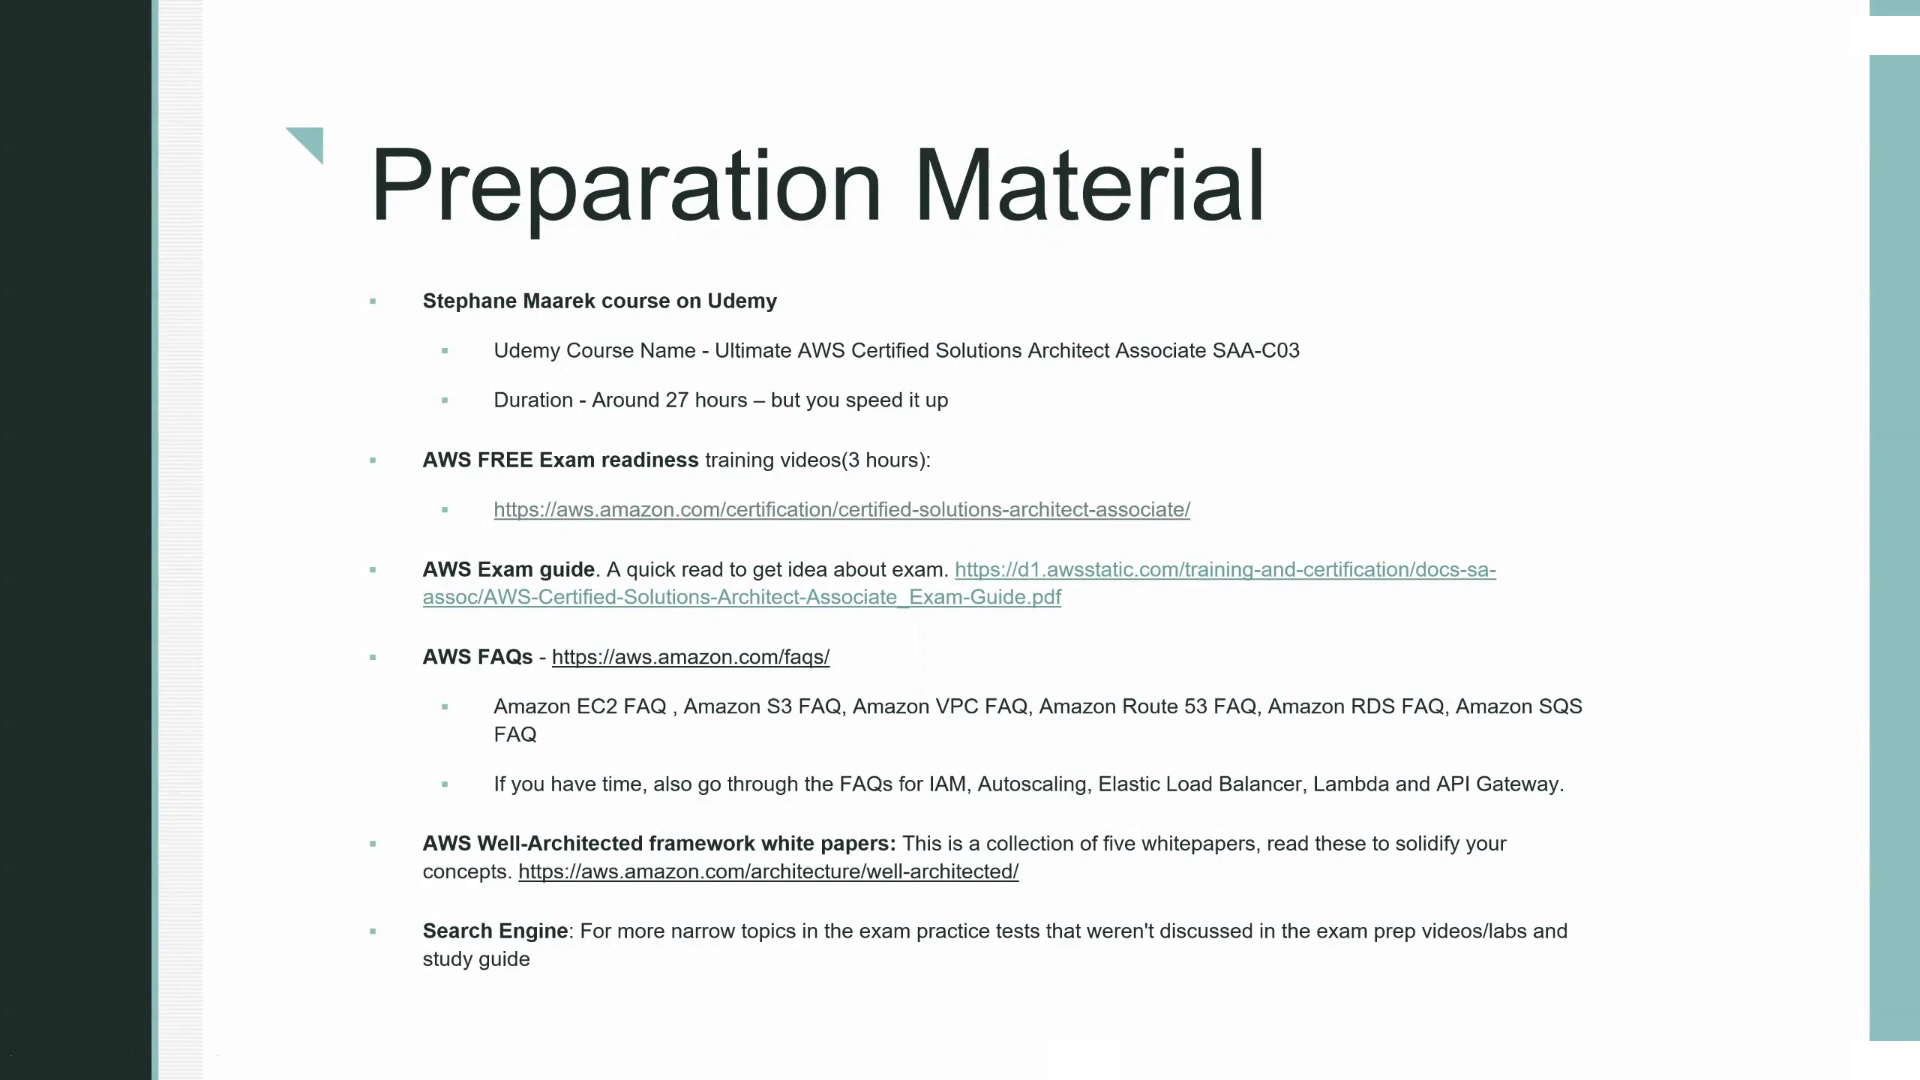 Preparation Material
Stephane Maarek course on Udemy
Udemy Course Name - Ultimate AWS Certified Solutions Architect Associate SAA-C03
Duration - Around 27 hours – but you speed it up
AWS FREE Exam readiness training videos(3 hours):
https://aws.amazon.com/certification/certified-solutions-architect-associate/
AWS Exam guide. A quick read to get idea about exam. https://d1.awsstatic.com/training-and-certification/docs-sa-
assoc/AWS-Certified-Solutions-Architect-Associate_Exam-Guide.pdf
AWS FAQs - https://aws.amazon.com/faqs/
Amazon EC2 FAQ , Amazon S3 FAQ, Amazon VPC FAQ, Amazon Route 53 FAQ, Amazon RDS FAQ, Amazon SQS
FAQ
If you have time, also go through the FAQs for IAM, Autoscaling, Elastic Load Balancer, Lambda and API Gateway.
AWS Well-Architected framework white papers: This is a collection of five whitepapers, read these to solidify your
concepts. https://aws.amazon.com/architecture/well-architected/
Search Engine: For more narrow topics in the exam practice tests that weren't discussed in the exam prep videos/labs and
study guide